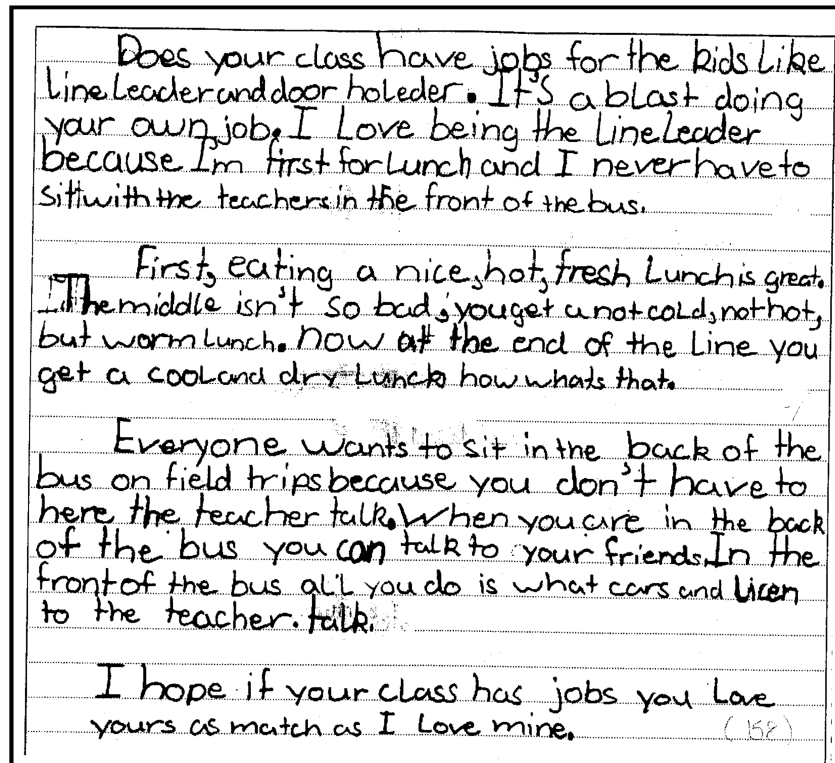 Does your class have jobs for the kids like
line leader and door holeder. It's a blast doing
your own job. I Love being the line leader
because I'm first for lunch and I never have to
sitt with the teachers in the front of the bus.
First, eating a nice, hot, fresh Lunch is great.
The middle isn't so bad; you get a not cold, not hot,
but worm lunch. now at the end of the line you
get a cool and dry Lunch how whats that.
Everyone wants to sit in the back of the
bus on field trips because you don't have to
here the teacher talk. When you are in the back
of the bus you can talk to your friends. In the
front of the bus all you do is what cars and licen
to the teacher. talk.
I hope if your class has jobs you Love
yours as match as I Love mine.
(158)